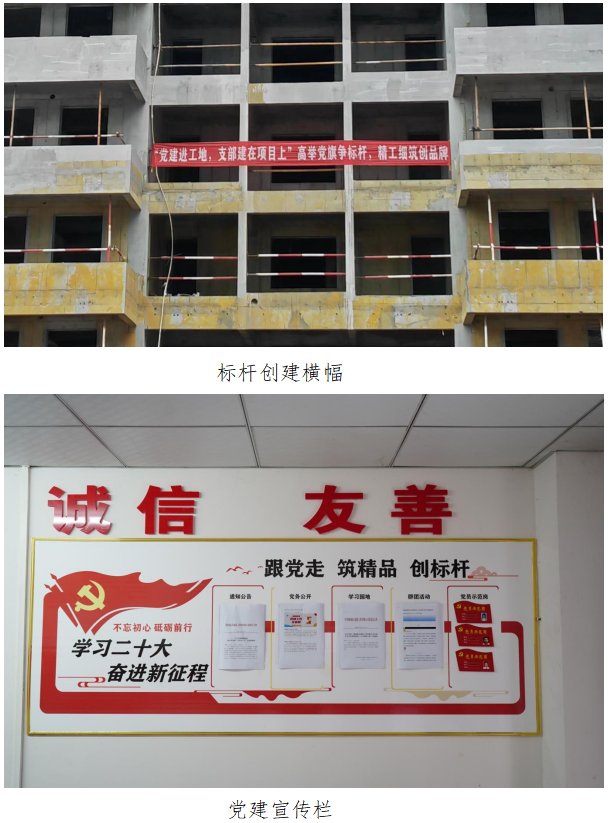 “党建进工地，支部建在项目上”高举党旗争标杆，精工细筑创品牌
标杆创建横幅
诚信 友善
跟党走 筑精品 创标杆
通知公告 党务公开 学习园地 群团活动 党员示范岗
不忘初心 砥砺前行
学习二十大
奋进新征程
党建宣传栏